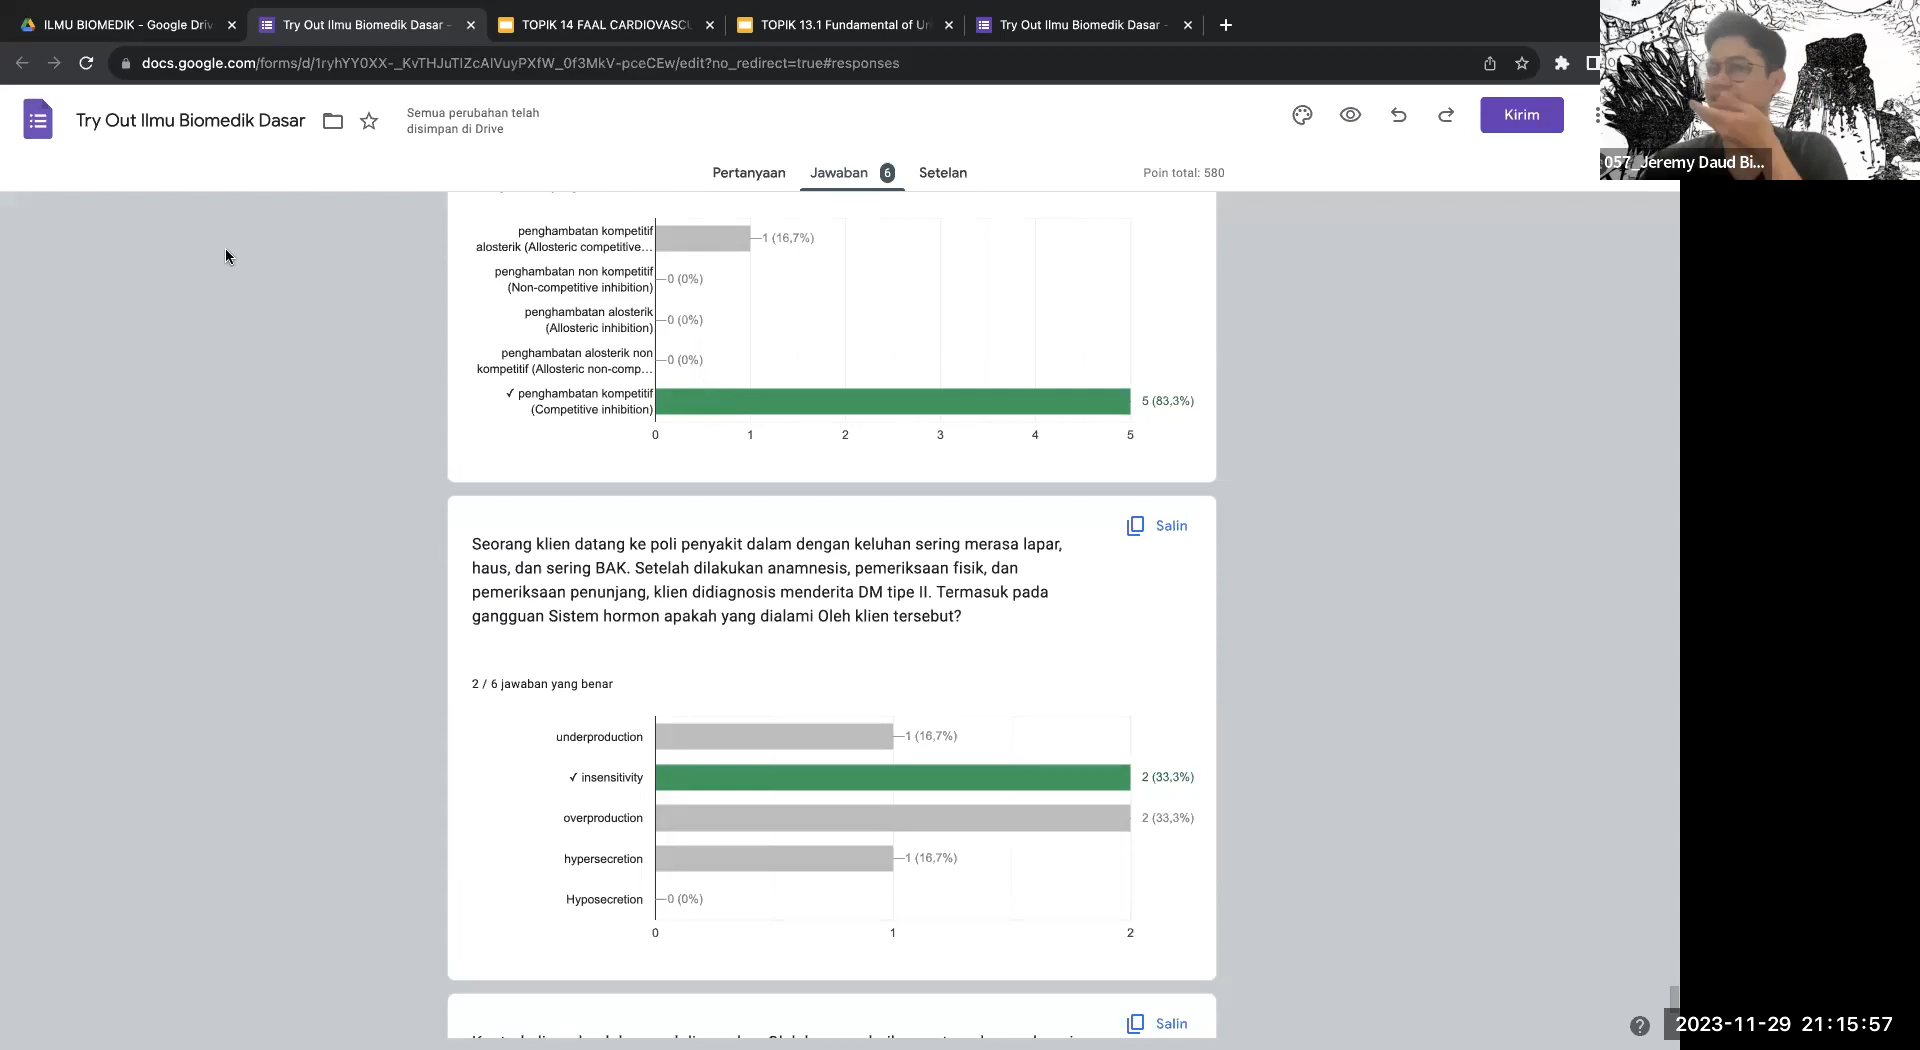 ILMU BIOMEDIK - Google Driv
Try Out Ilmu Biomedik Dasar -
TOPIK 14 FAAL CARDIOVASCU
TOPIK 13.1 Fundamental of Uri
Try Out Ilmu Biomedik Dasar -
docs.google.com/forms/d/1ryhYY0XX-_KvTHJuTlZcAlVuyPXfW_0f3MkV-pceCEw/edit?no_redirect=true#responses
Try Out Ilmu Biomedik Dasar
Semua perubahan telah
disimpan di Drive
Kirim
057_Jeremy Daud Bi...
Pertanyaan
Jawaban 6
Setelan
Poin total: 580
penghambatan kompetitif
alosterik (Allosteric competitive...
1 (16,7%)
penghambatan non kompetitif
(Non-competitive inhibition)
0 (0%)
penghambatan alosterik
(Allosteric inhibition)
0 (0%)
penghambatan alosterik non
kompetitif (Allosteric non-comp...
0 (0%)
✓ penghambatan kompetitif
(Competitive inhibition)
5 (83,3%)
0 1 2 3 4 5
Salin
Seorang klien datang ke poli penyakit dalam dengan keluhan sering merasa lapar,
haus, dan sering BAK. Setelah dilakukan anamnesis, pemeriksaan fisik, dan
pemeriksaan penunjang, klien didiagnosis menderita DM tipe II. Termasuk pada
gangguan Sistem hormon apakah yang dialami Oleh klien tersebut?
2 / 6 jawaban yang benar
underproduction
1 (16,7%)
✓ insensitivity
2 (33,3%)
overproduction
2 (33,3%)
hypersecretion
1 (16,7%)
Hyposecretion
0 (0%)
0 1 2
Salin
2023-11-29 21:15:57